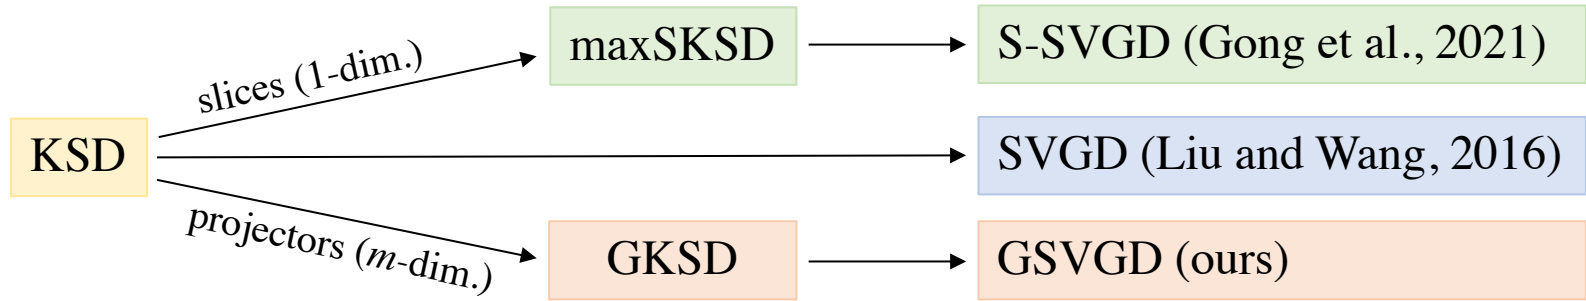 KSD
slices (1-dim.)
maxSKSD
S-SVGD (Gong et al., 2021)
SVGD (Liu and Wang, 2016)
projectors (m-dim.)
GKSD
GSVGD (ours)